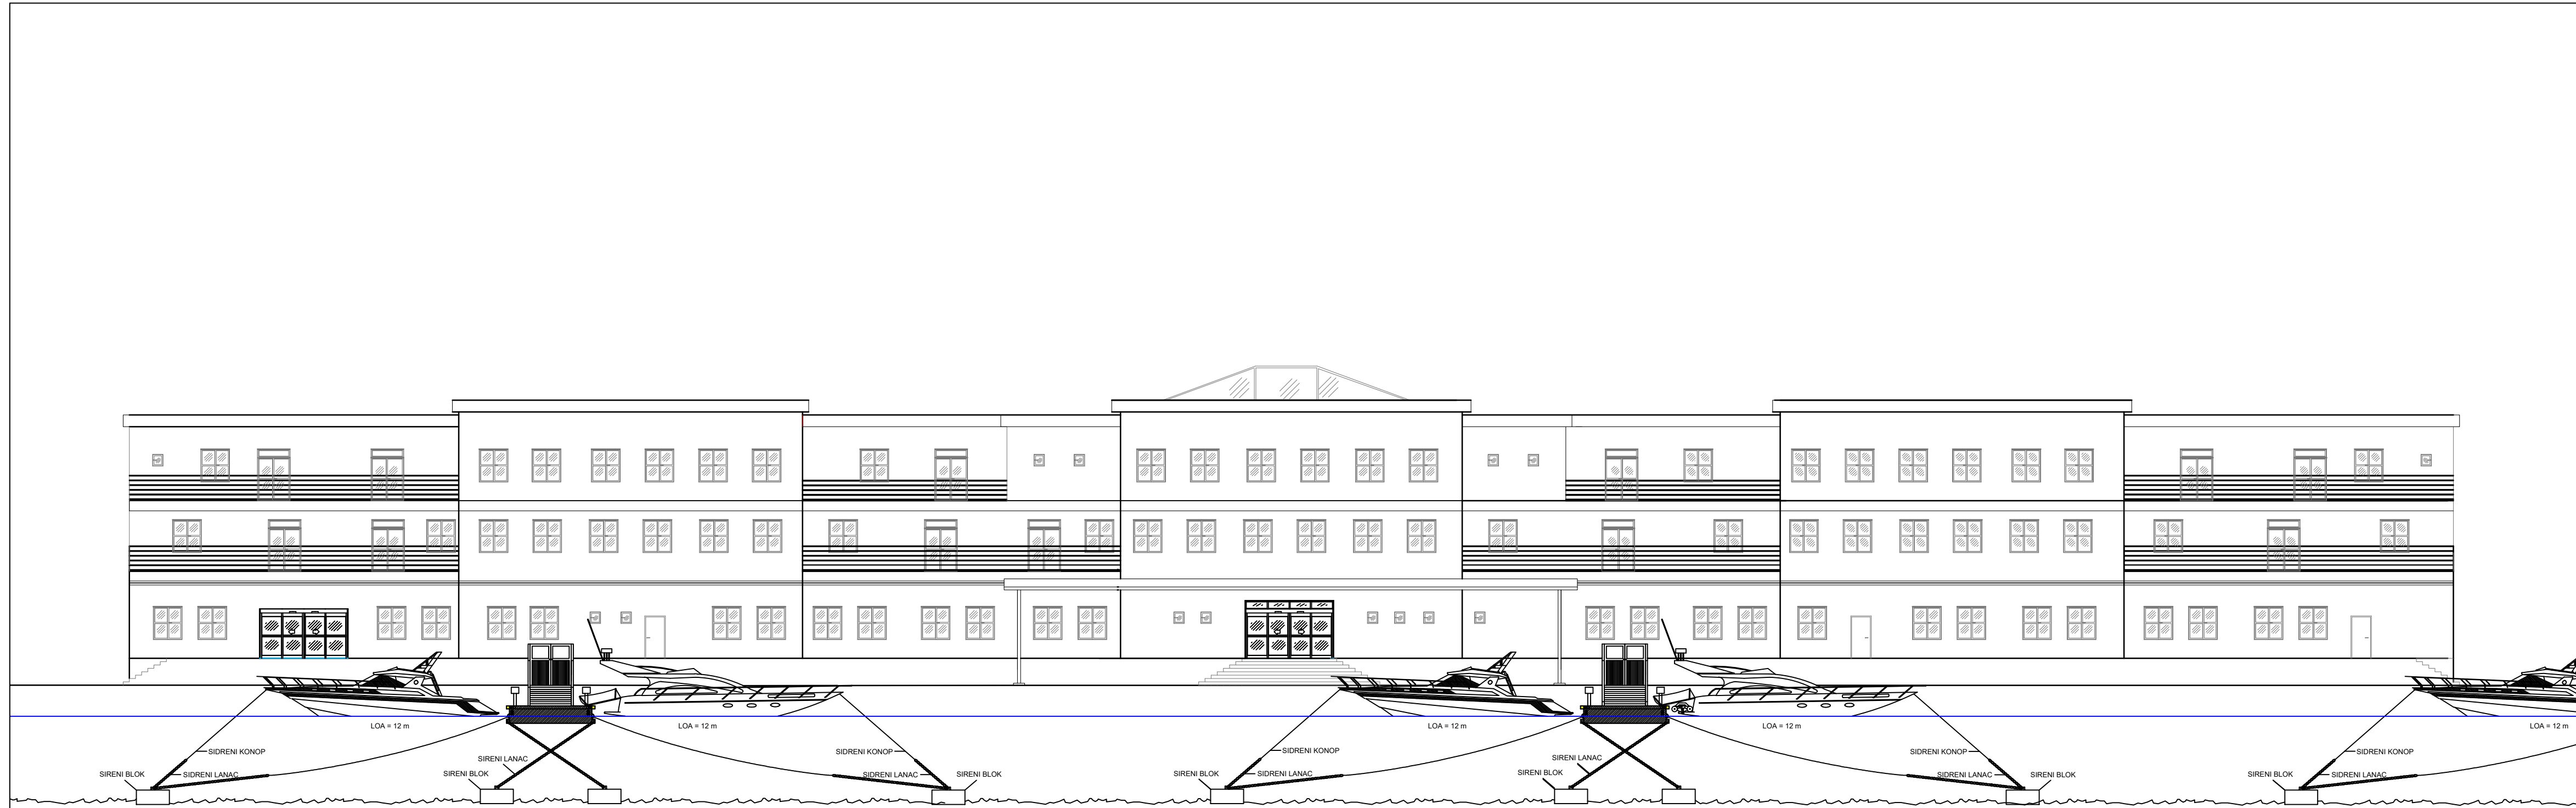 LOA = 12 m
LOA = 12 m
LOA = 12 m
LOA = 12 m
LOA = 12 m
SIDRENI KONOP
SIDRENI KONOP
SIDRENI KONOP
SIDRENI KONOP
SIDRENI KONOP
SIRENI LANAC
SIRENI LANAC
SIRENI BLOK
SIDRENI LANAC
SIRENI BLOK
SIDRENI LANAC
SIRENI BLOK
SIRENI BLOK
SIDRENI LANAC
SIRENI BLOK
SIDRENI LANAC
SIRENI BLOK
SIRENI BLOK
SIDRENI LANAC